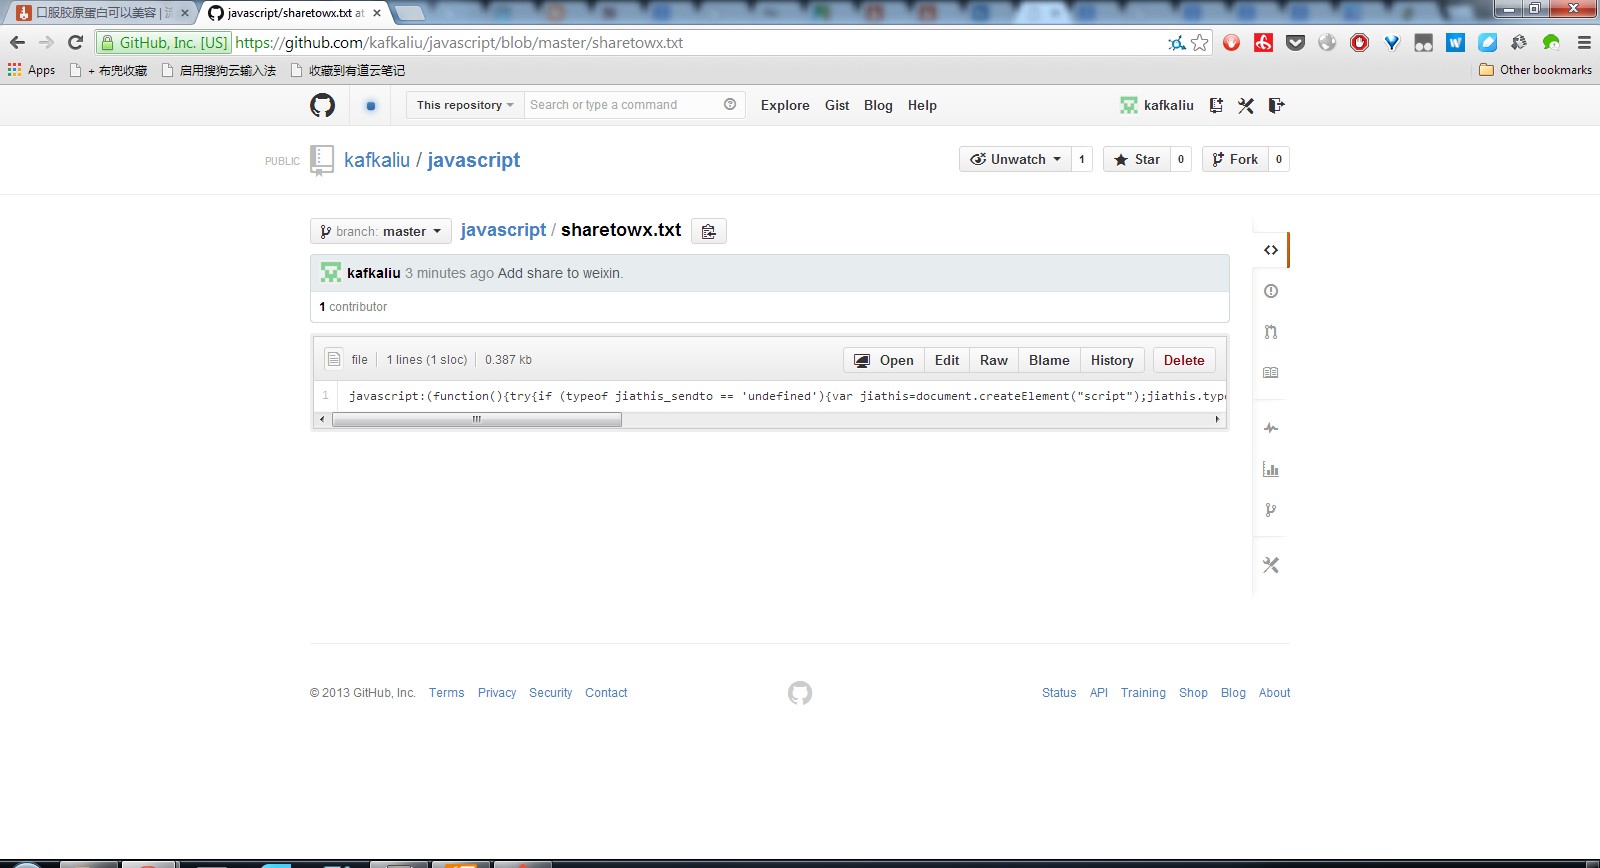 口服胶原蛋白可以美容 |
javascript/sharetowx.txt at
GitHub, Inc. [US] https://github.com/kafkaliu/javascript/blob/master/sharetowx.txt
Apps + 布兜收藏 启用搜狗云输入法 收藏到有道云笔记 Other bookmarks
This repository Search or type a command Explore Gist Blog Help kafkaliu
PUBLIC kafkaliu / javascript Unwatch 1 Star 0 Fork 0
branch: master javascript / sharetowx.txt
kafkaliu 3 minutes ago Add share to weixin.
1 contributor
file 1 lines (1 sloc) 0.387 kb Open Edit Raw Blame History Delete
1 javascript:(function(){try{if (typeof jiathis_sendto == 'undefined'){var jiathis=document.createElement("script");jiathis.type
© 2013 GitHub, Inc. Terms Privacy Security Contact Status API Training Shop Blog About